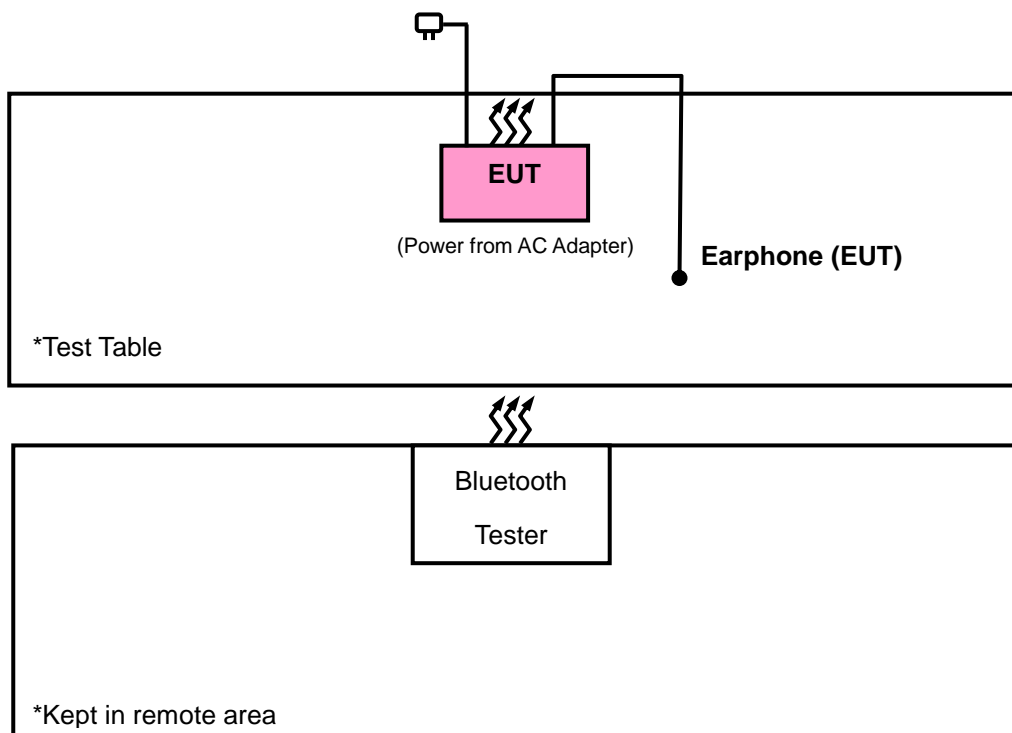 EUT
(Power from AC Adapter)
Earphone (EUT)
*Test Table
Bluetooth
Tester
*Kept in remote area